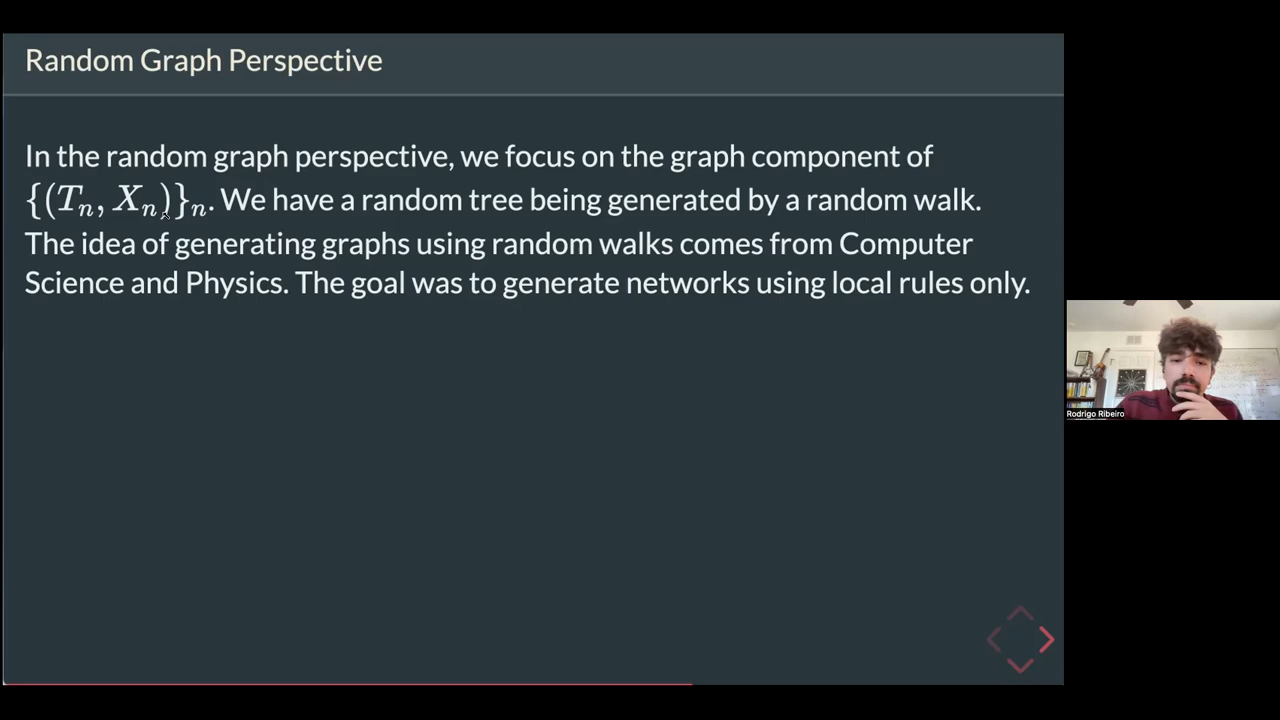 Random Graph Perspective
In the random graph perspective, we focus on the graph component of
{(Tₙ, Xₙ)}ₙ. We have a random tree being generated by a random walk.
The idea of generating graphs using random walks comes from Computer
Science and Physics. The goal was to generate networks using local rules only.
Rodrigo Ribeiro